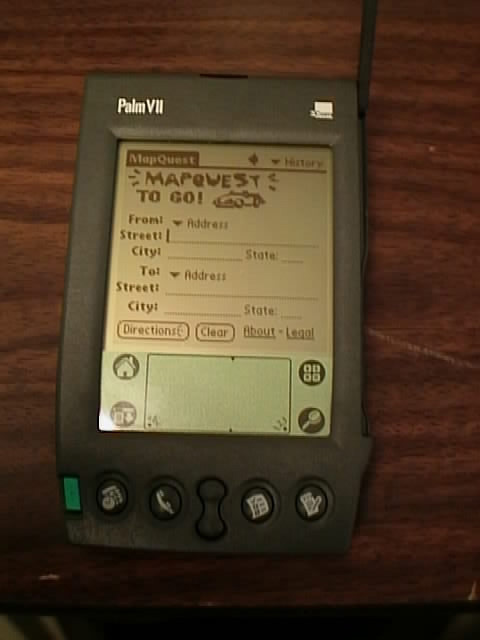 Palm VII
MapQuest History
MAPQUEST
TO GO!
From: Address
Street:
City: State:
To: Address
Street:
City: State:
Directions Clear About - Legal